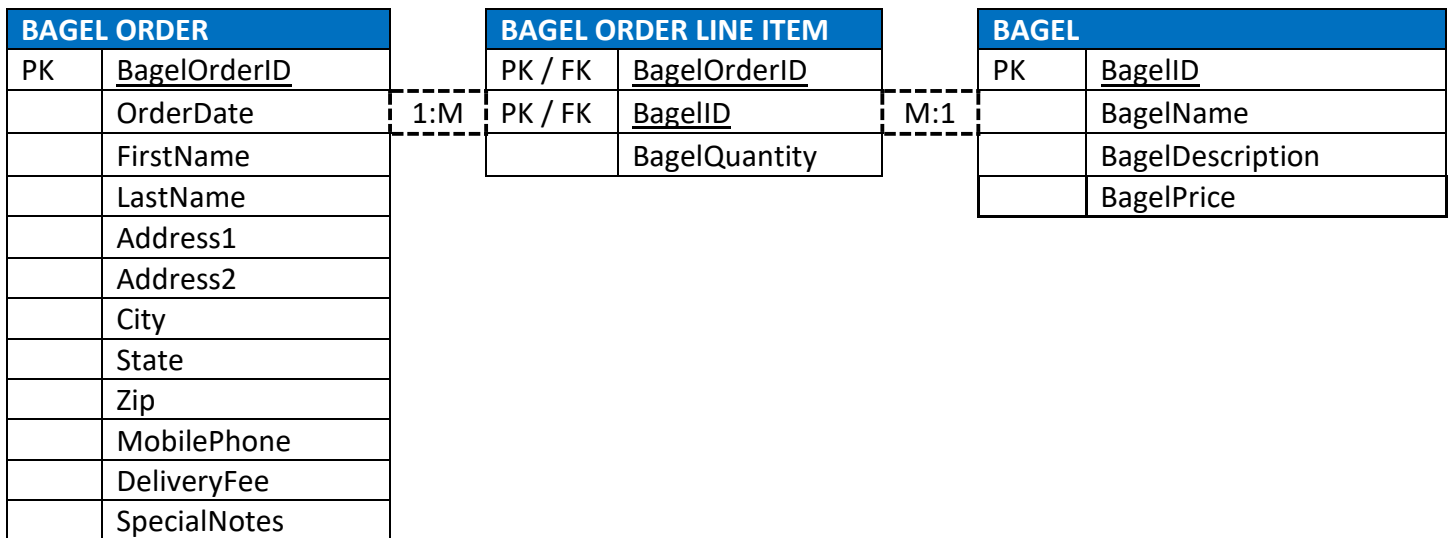 BAGEL ORDER BAGEL ORDER LINE ITEM BAGEL
PK BagelOrderID PK / FK BagelOrderID PK BagelID
OrderDate 1:M PK / FK BagelID M:1 BagelName
FirstName BagelQuantity BagelDescription
LastName BagelPrice
Address1
Address2
City
State
Zip
MobilePhone
DeliveryFee
SpecialNotes